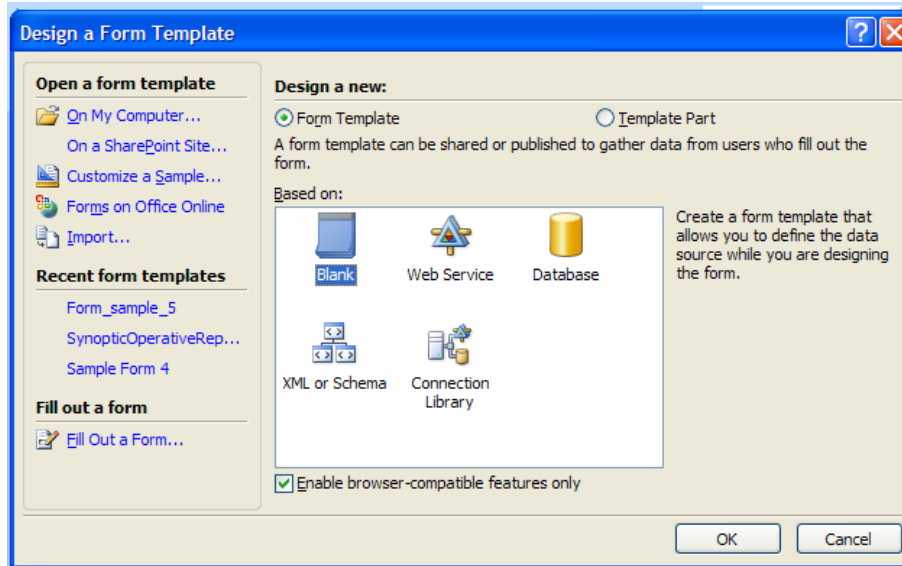 Design a Form Template
?
Open a form template
On My Computer...
On a SharePoint Site...
Customize a Sample...
Forms on Office Online
Import...
Recent form templates
Form_sample_5
SynopticOperativeRep...
Sample Form 4
Fill out a form
Fill Out a Form...
Design a new:
Form Template
Template Part
A form template can be shared or published to gather data from users who fill out the
form.
Based on:
Blank
Web Service
Database
XML or Schema
Connection
Library
Create a form template that
allows you to define the data
source while you are designing
the form.
Enable browser-compatible features only
OK
Cancel